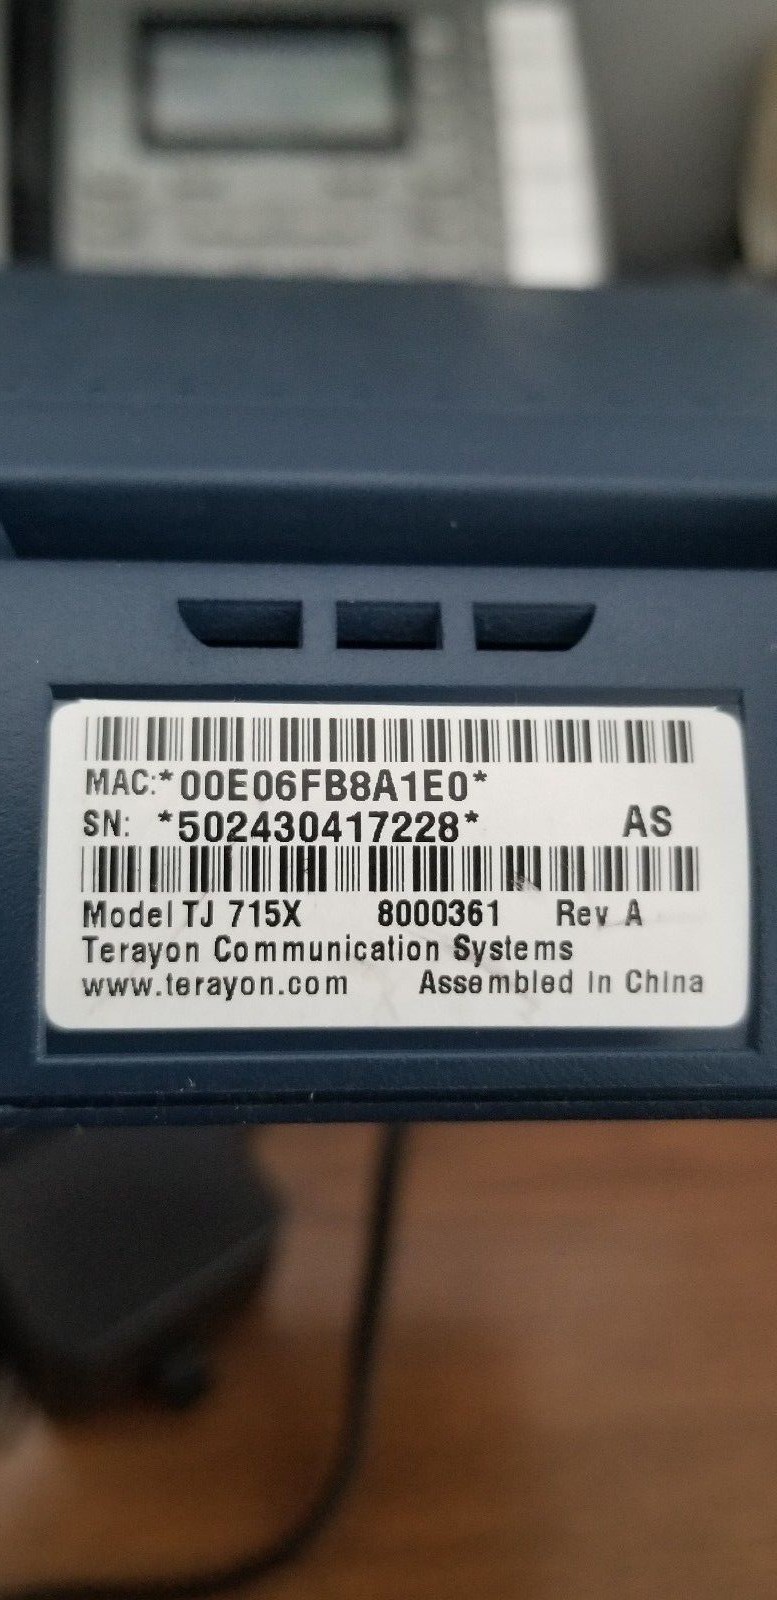 MAC:*00E06FB8A1E0*
SN: *502430417228* AS
Model TJ 715X 8000361 Rev A
Terayon Communication Systems
www.terayon.com Assembled In China